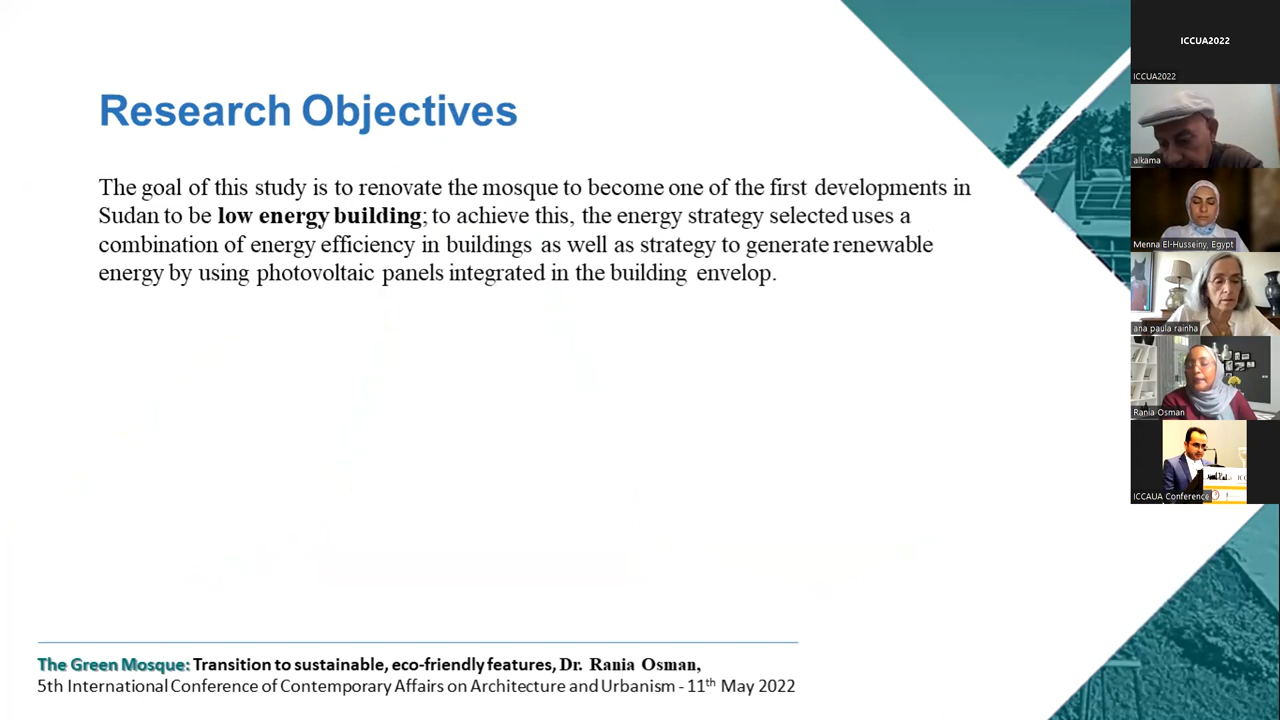 Research Objectives
The goal of this study is to renovate the mosque to become one of the first developments in
Sudan to be low energy building; to achieve this, the energy strategy selected uses a
combination of energy efficiency in buildings as well as strategy to generate renewable
energy by using photovoltaic panels integrated in the building envelop.
The Green Mosque: Transition to sustainable, eco-friendly features, Dr. Rania Osman,
5th International Conference of Contemporary Affairs on Architecture and Urbanism - 11th May 2022
ICCUA2022
ICCUA2022
alkama
Menna El-Husseiny, Egypt
ana paula rainha
Rania Osman
ICCAUA Conference